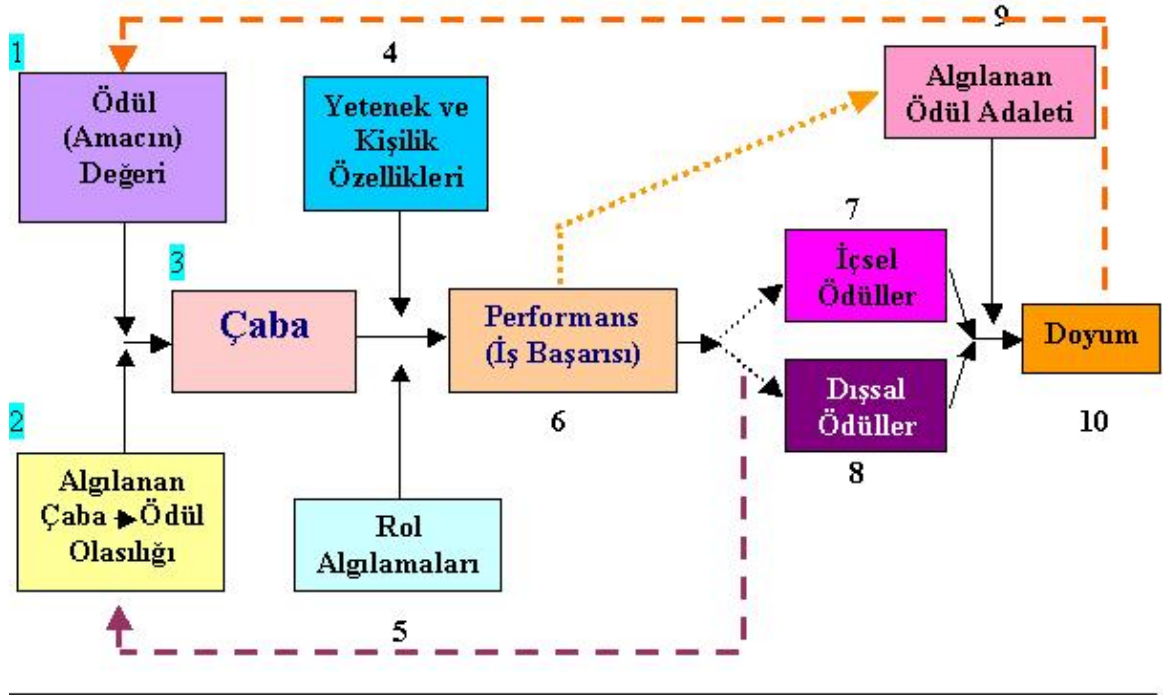 1
Ödül
(Amacın)
Değeri
2
Algılanan
Çaba Ödül
Olasılığı
3
Çaba
4
Yetenek ve
Kişilik
Özellikleri
Rol
Algılamaları
5
Performans
(İş Başarısı)
6
7
İçsel
Ödüller
Dışsal
Ödüller
8
9
Algılanan
Ödül Adaleti
Doyum
10